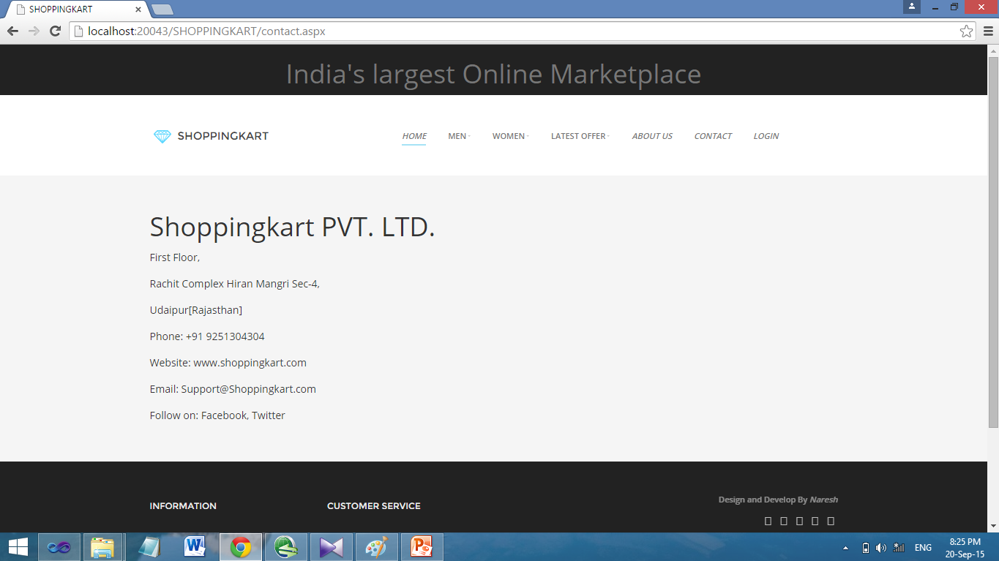 SHOPPINGKART
localhost:20043/SHOPPINGKART/contact.aspx
India's largest Online Marketplace
SHOPPINGKART
HOME MEN WOMEN LATEST OFFER ABOUT US CONTACT LOGIN
Shoppingkart PVT. LTD.
First Floor,
Rachit Complex Hiran Mangri Sec-4,
Udaipur[Rajasthan]
Phone: +91 9251304304
Website: www.shoppingkart.com
Email: Support@Shoppingkart.com
Follow on: Facebook, Twitter
INFORMATION
CUSTOMER SERVICE
Design and Develop By Naresh
ENG
8:25 PM
20-Sep-15